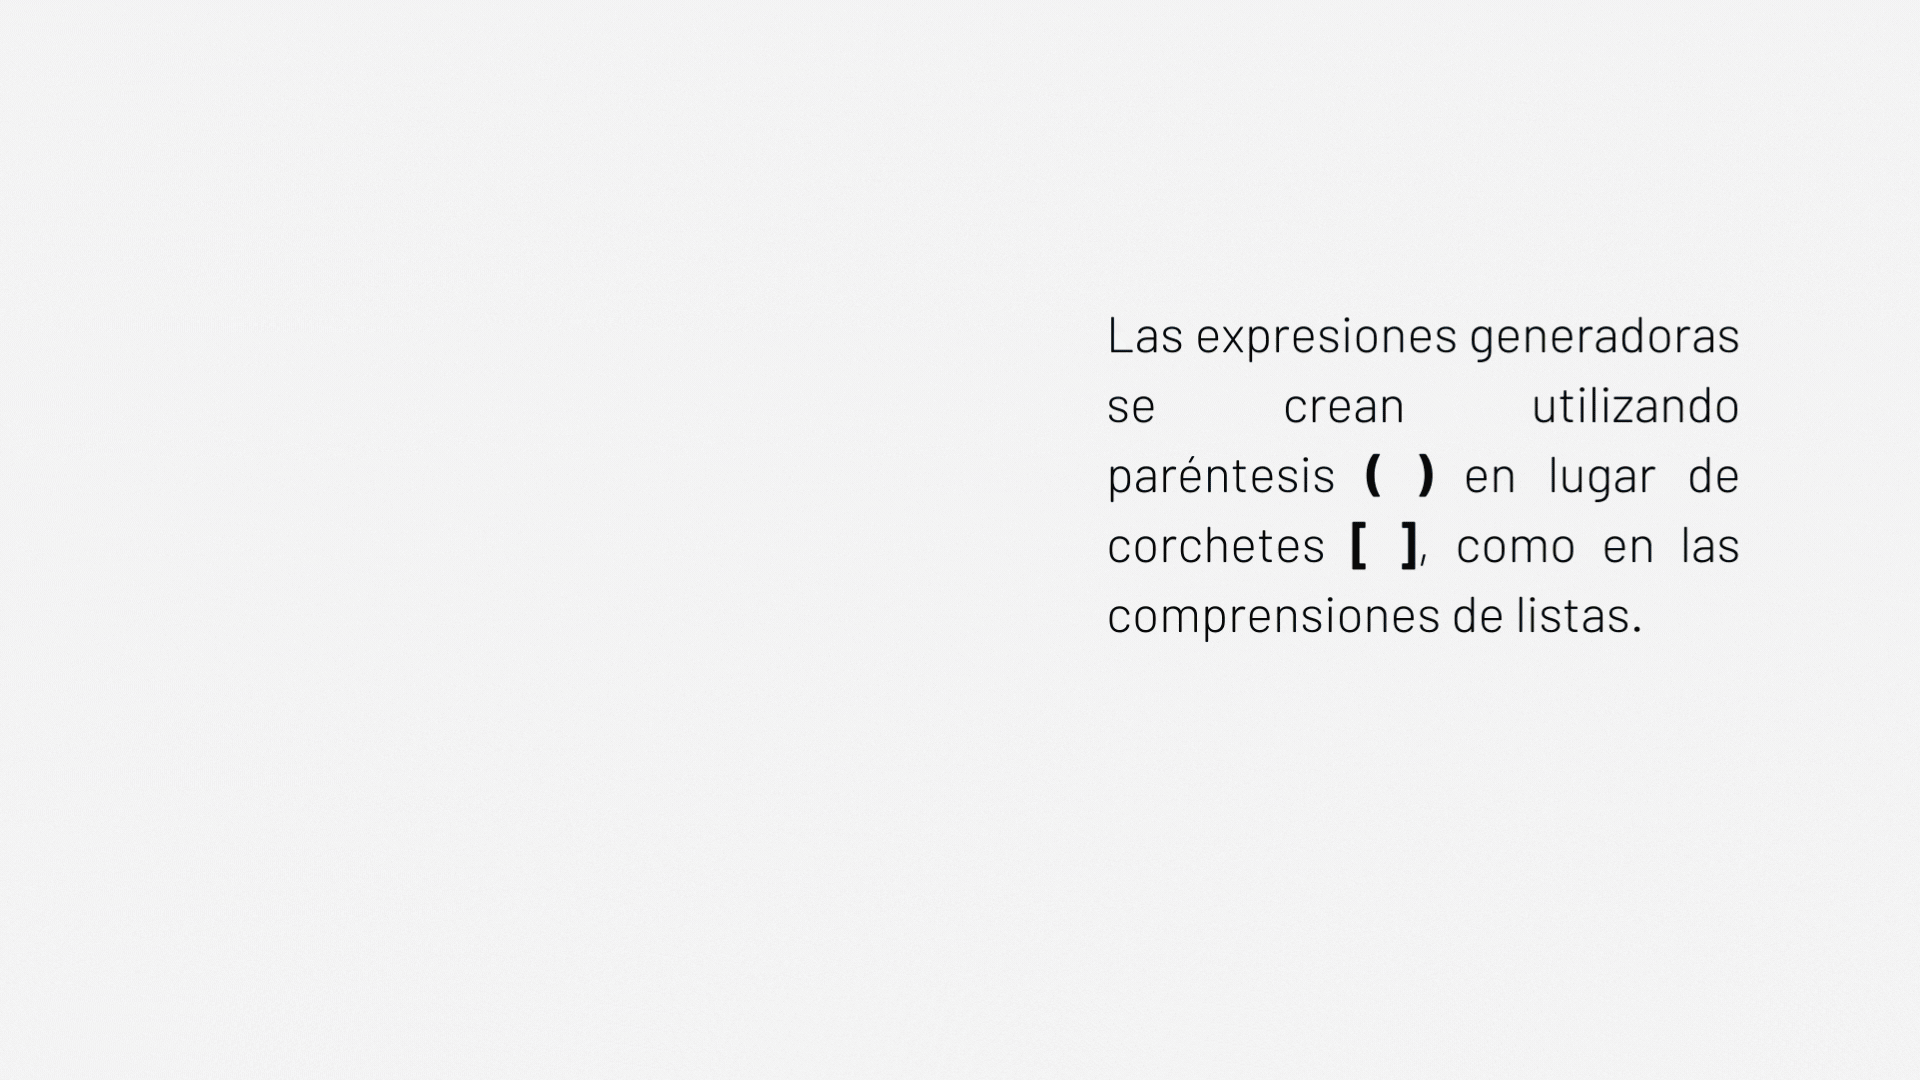 Las expresiones generadoras
se crean utilizando
paréntesis ( ) en lugar de
corchetes [ ], como en las
comprensiones de listas.